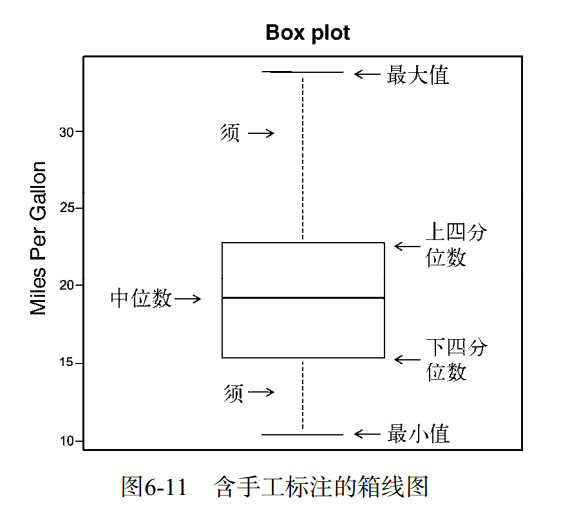 Box plot
最大值
须
30
25
上四分
位数
Miles Per Gallon
20
中位数
下四分
位数
15
须
最小值
10
图6-11 含手工标注的箱线图